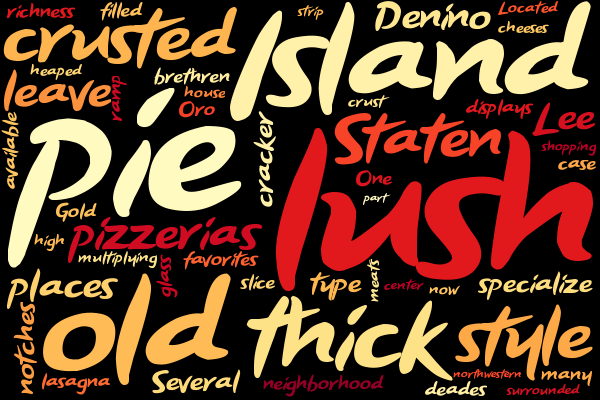 richness
filled
strip
Denino
Located
cheeses
crusted
Island
heaped
brethren
leave
ramp
house
Oro
crust
displays
Lee
available
pie
cracker
Staten
shopping
case
One
part
lush
Gold
high
pizzerias
multiplying
glass
favorites
slice
type
meats
center
now
specialize
places
notches
old
thick
style
lasagna
Several
neighborhood
northwestern
many
deades
surrounded